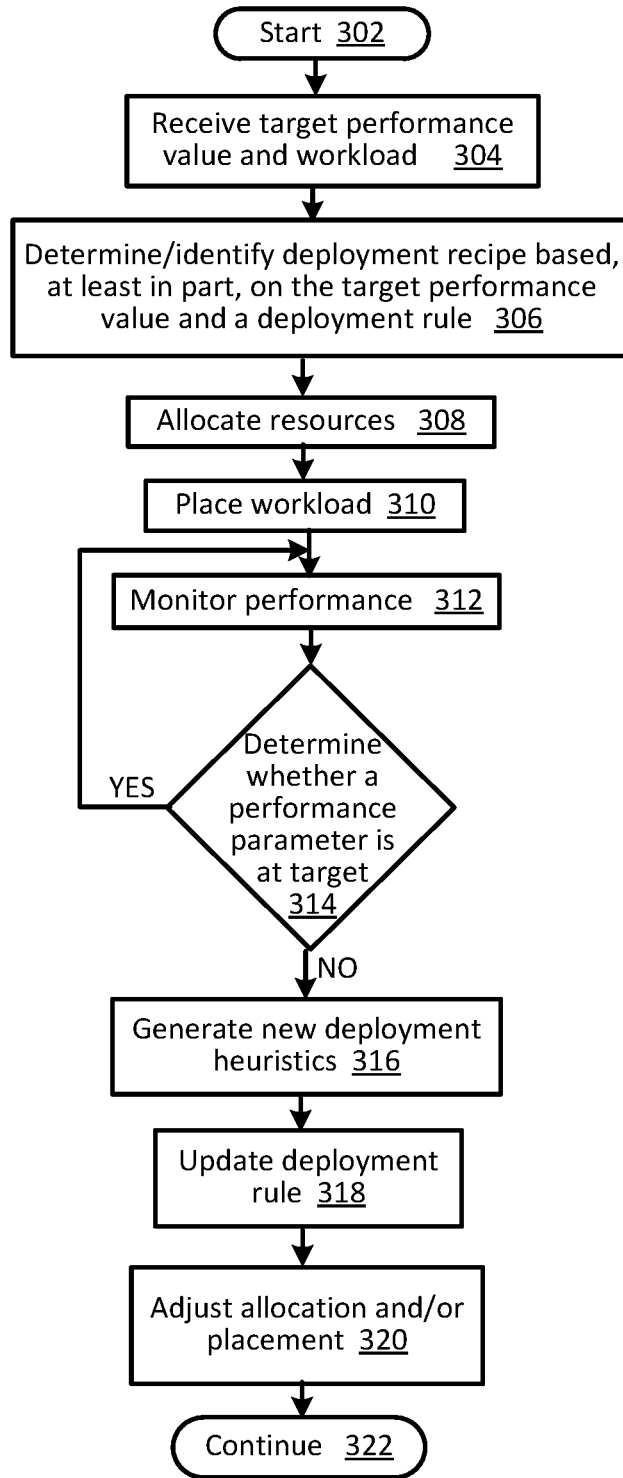 Start 302
Receive target performance
value and workload 304
Determine/identify deployment recipe based,
at least in part, on the target performance
value and a deployment rule 306
Allocate resources 308
Place workload 310
Monitor performance 312
Determine
whether a
performance
parameter is
at target
314
YES
NO
Generate new deployment
heuristics 316
Update deployment
rule 318
Adjust allocation and/or
placement 320
Continue 322